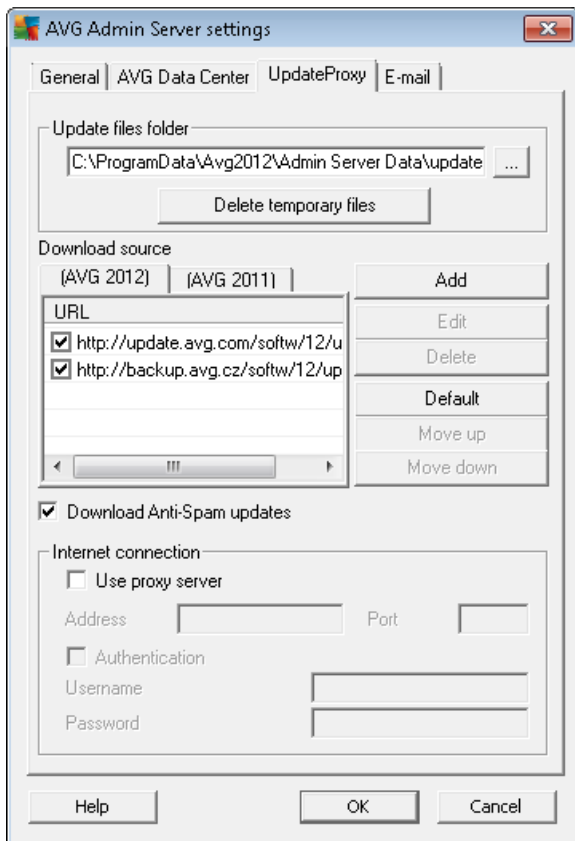 AVG Admin Server settings
General
AVG Data Center
UpdateProxy
E-mail
Update files folder
C:\ProgramData\Avg2012\Admin Server Data\update
...
Delete temporary files
Download source
(AVG 2012)
(AVG 2011)
URL
http://update.avg.com/softw/12/u
http://backup.avg.cz/softw/12/up
Add
Edit
Delete
Default
Move up
Move down
Download Anti-Spam updates
Internet connection
Use proxy server
Address
Port
Authentication
Username
Password
Help
OK
Cancel